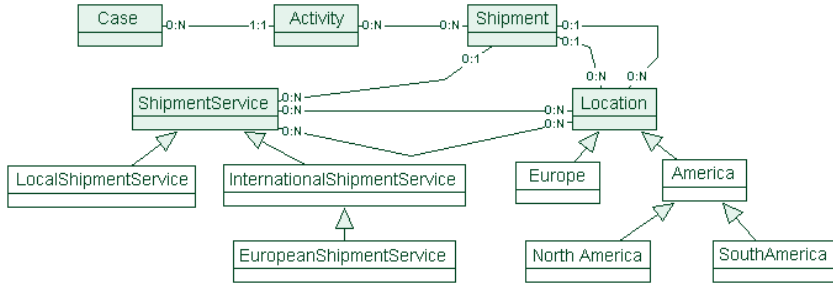 Case 0:N 1:1 Activity 0:N 0:N Shipment 0:1
0:1
0:1
0:N 0:N
ShipmentService 0:N Location
0:N 0:N
0:N 0:N
LocalShipmentService InternationalShipmentService Europe America
EuropeanShipmentService North America SouthAmerica